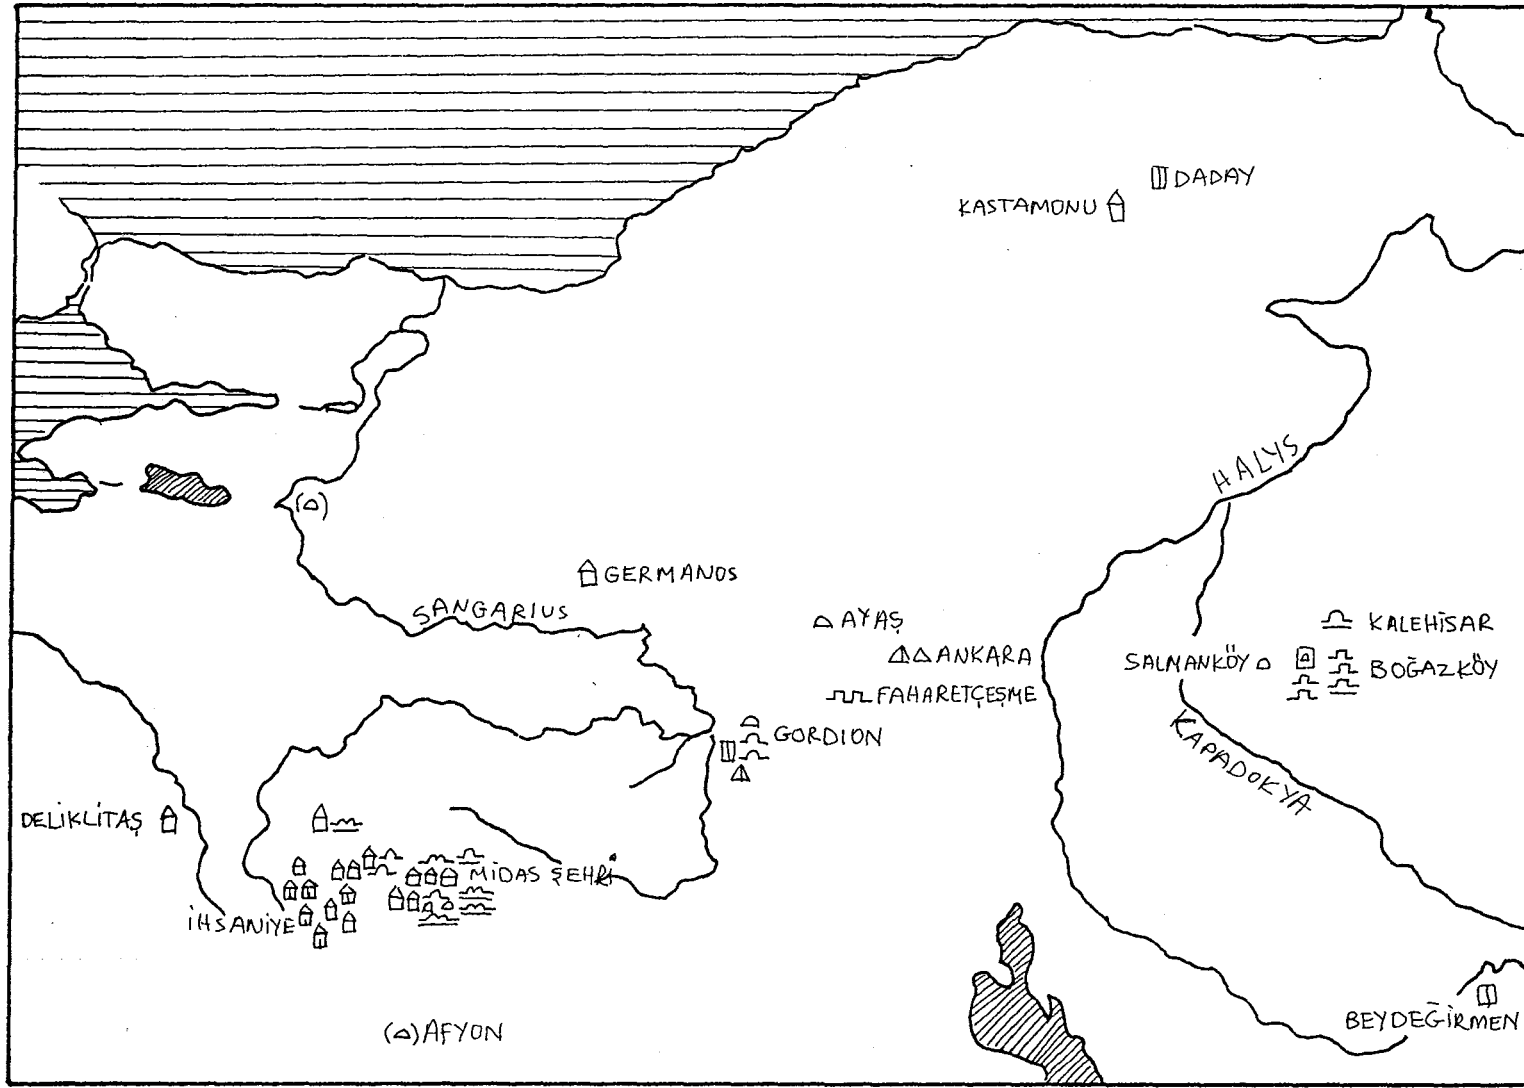 DADAY
KASTAMONU
HALYS
GERMANOS
SANGARIUS
AYAŞ
KALEHİSAR
ANKARA
SALMANKÖY
BOĞAZKÖY
FAHARETÇEŞME
GORDION
KAPADOKYA
DELİKLİTAŞ
MİDAS ŞEHRİ
İHSANİYE
BEYDEĞİRMEN
AFYON